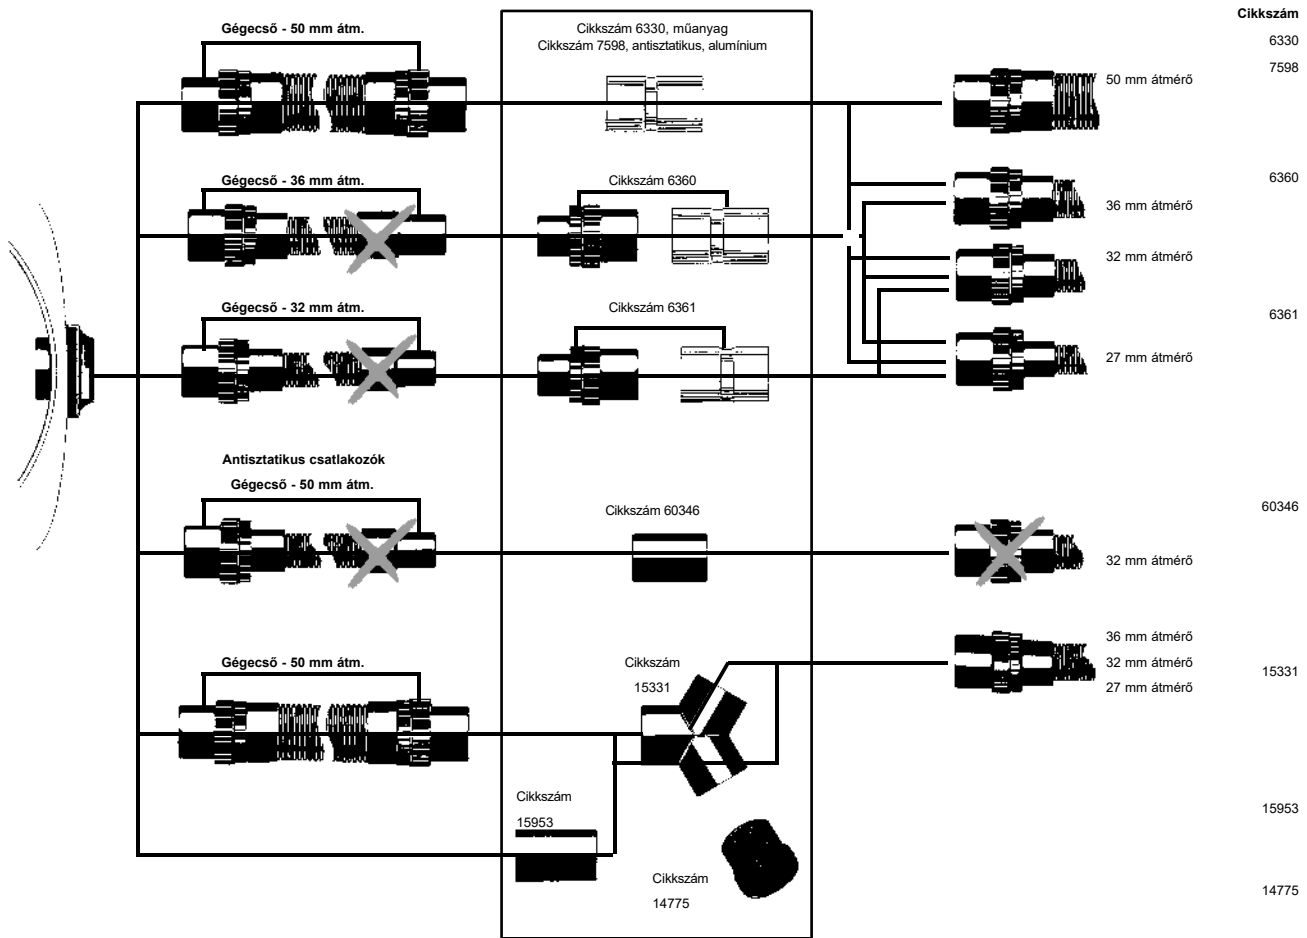 Cikkszám
Gégecső - 50 mm átm.
Cikkszám 6330, műanyag
Cikkszám 7598, antisztatikus, alumínium
6330
7598
50 mm átmérő
Gégecső - 36 mm átm.
Cikkszám 6360
6360
36 mm átmérő
32 mm átmérő
Gégecső - 32 mm átm.
Cikkszám 6361
6361
27 mm átmérő
Antisztatikus csatlakozók
Gégecső - 50 mm átm.
Cikkszám 60346
60346
32 mm átmérő
36 mm átmérő
Gégecső - 50 mm átm.
Cikkszám
15331
32 mm átmérő
15331
27 mm átmérő
Cikkszám
15953
15953
Cikkszám
14775
14775